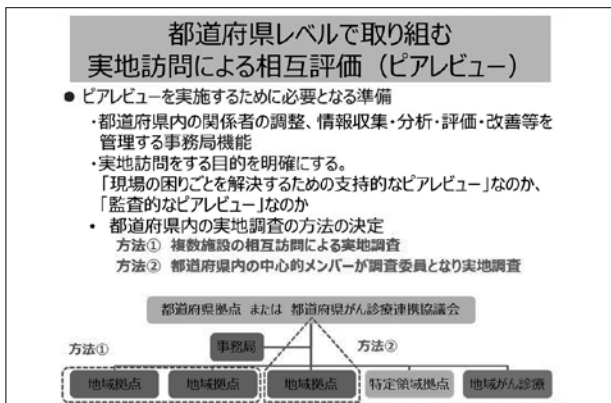 都道府県レベルで取り組む
実地訪問による相互評価（ピアレビュー）
● ピアレビューを実施するために必要となる準備
・都道府県内の関係者の調整、情報収集・分析・評価・改善等を
管理する事務局機能
・実地訪問をする目的を明確にする。
「現場の困りごとを解決するための支持的なピアレビュー」なのか、
「監査的なピアレビュー」なのか
• 都道府県内の実地調査の方法の決定
方法① 複数施設の相互訪問による実地調査
方法② 都道府県内の中心的メンバーが調査委員となり実地調査
都道府県拠点 または 都道府県がん診療連携協議会
方法① 事務局 方法②
地域拠点 地域拠点 地域拠点 特定領域拠点 地域がん診療